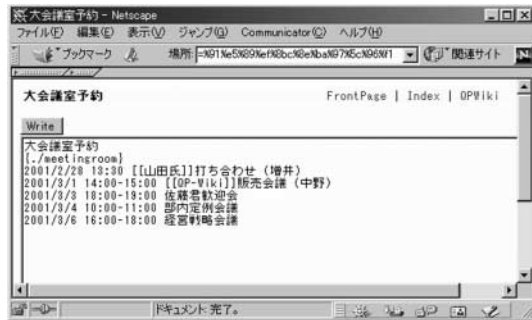 大会議室予約 - Netscape
ファイル(F) 編集(E) 表示(V) ジャンプ(G) Communicator(C) ヘルプ(H)
ブックマーク 場所: 関連サイト N
大会議室予約 FrontPage | Index | QPWiki
Write
大会議室予約
{./meetingroom}
2001/2/28 13:30 [[山田氏]]打ち合わせ (増井)
2001/3/1 14:00-15:00 [[QP-Wiki]]販売会議 (中野)
2001/3/3 18:00-19:00 佐藤君歓迎会
2001/3/4 10:00-11:00 部内定例会議
2001/3/6 16:00-18:00 経営戦略会議
ドキュメント: 完了。